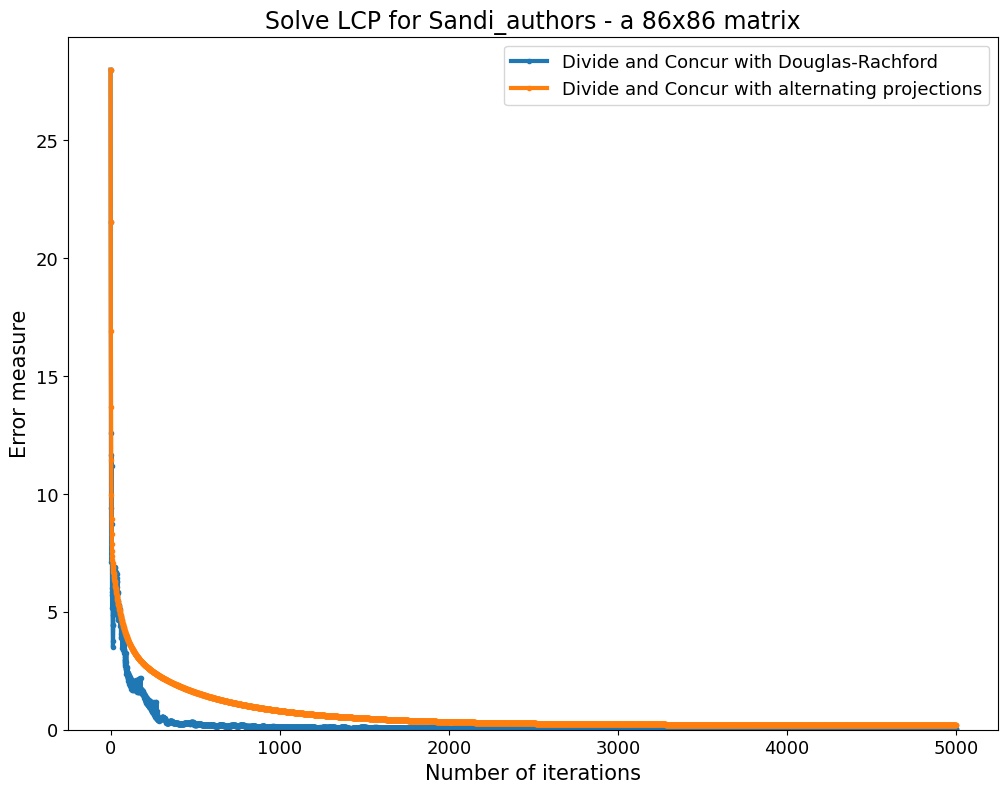 Solve LCP for Sandi_authors - a 86x86 matrix
Divide and Concur with Douglas-Rachford
Divide and Concur with alternating projections
Error measure
25
20
15
10
5
0
0 1000 2000 3000 4000 5000
Number of iterations